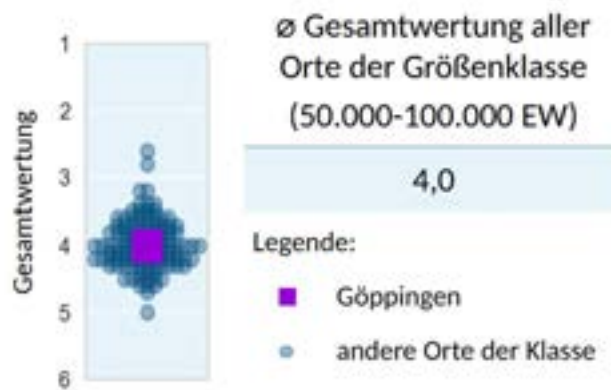 ø Gesamtwertung aller
Orte der Größenklasse
(50.000-100.000 EW)
4,0
Legende:
Göppingen
andere Orte der Klasse
Gesamtwertung
1
2
3
4
5
6